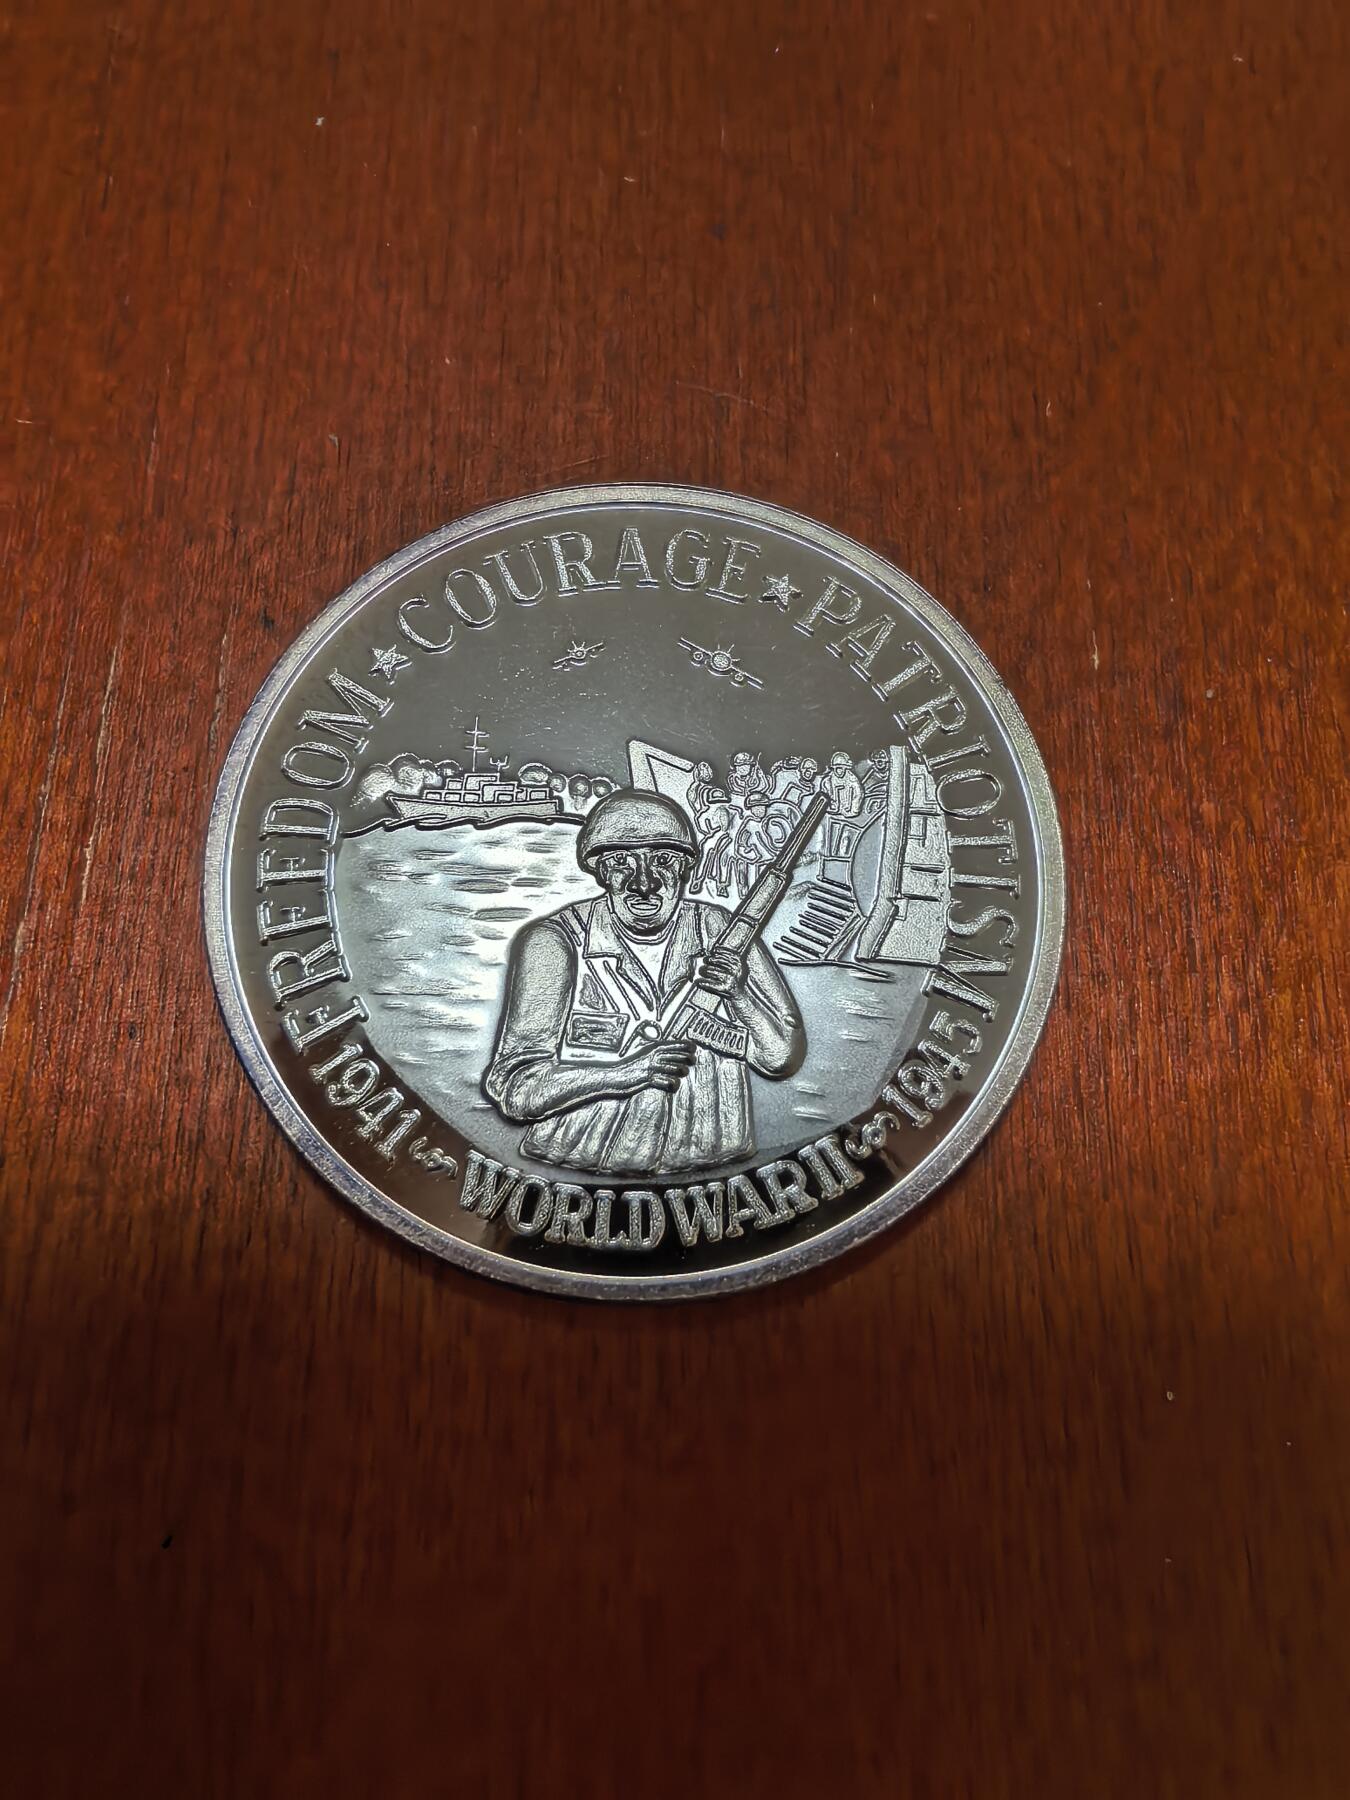 FREEDOM ★ COURAGE ★ PATRIOTISM
1941 WORLD WAR II 1945